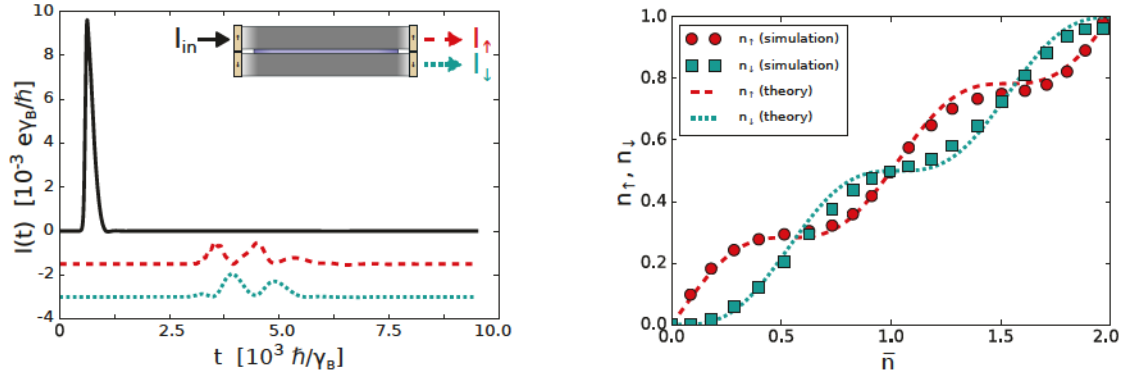 I(t) [10⁻³ eγ_B/ħ]
10
8
6
4
2
0
-2
-4
0 2.5 5.0 7.5 10.0
t [10³ ħ/γ_B]
I_in
↑
↓
↑
↓
I_↑
I_↓
n_↑, n_↓
1.0
0.8
0.6
0.4
0.2
0.0
0.0 0.5 1.0 1.5 2.0
n̄
n_↑ (simulation)
n_↓ (simulation)
n_↑ (theory)
n_↓ (theory)